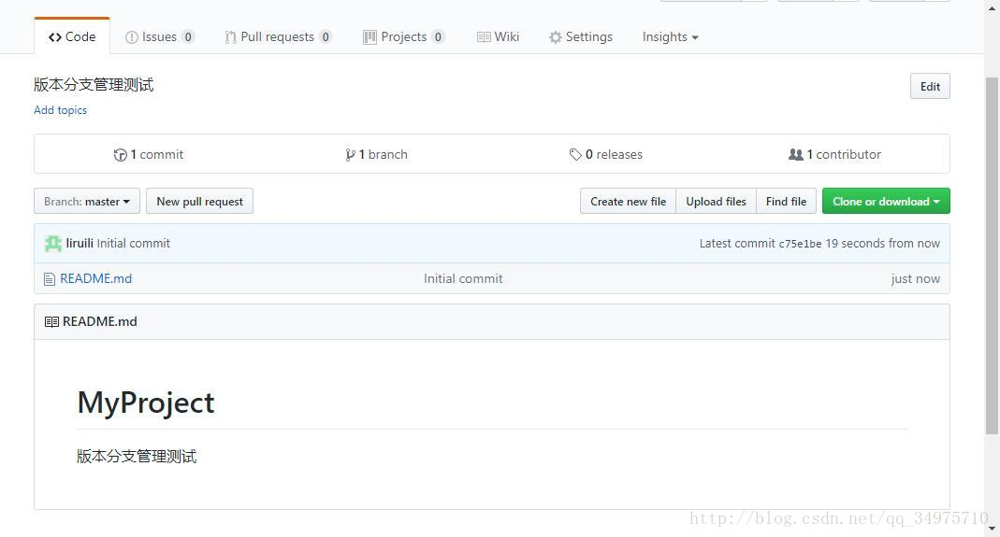 Code Issues 0 Pull requests 0 Projects 0 Wiki Settings Insights
版本分支管理测试 Edit
Add topics
1 commit 1 branch 0 releases 1 contributor
Branch: master New pull request Create new file Upload files Find file Clone or download
liruili Initial commit Latest commit c75e1be 19 seconds from now
README.md Initial commit just now
README.md
MyProject
版本分支管理测试
http://blog.csdn.net/qq_34975710